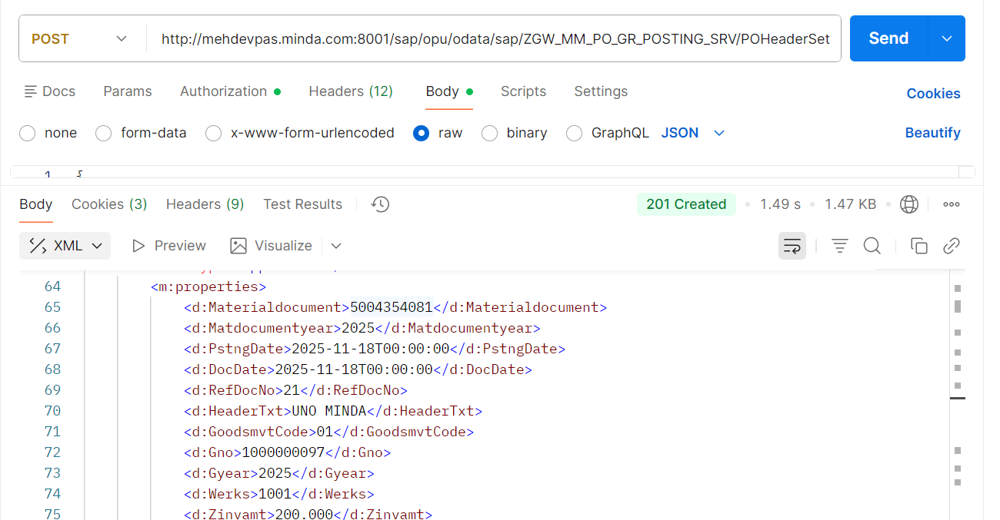 POST http://mehdevpas.minda.com:8001/sap/opu/odata/sap/ZGW_MM_PO_GR_POSTING_SRV/POHeaderSet Send
Docs Params Authorization Headers (12) Body Scripts Settings Cookies
none form-data x-www-form-urlencoded raw binary GraphQL JSON Beautify
1 {
Body Cookies (3) Headers (9) Test Results 201 Created 1.49 s 1.47 KB
XML Preview Visualize
64 <m:properties>
65 <d:Materialdocument>5004354081</d:Materialdocument>
66 <d:Matdocumentyear>2025</d:Matdocumentyear>
67 <d:PstngDate>2025-11-18T00:00:00</d:PstngDate>
68 <d:DocDate>2025-11-18T00:00:00</d:DocDate>
69 <d:RefDocNo>21</d:RefDocNo>
70 <d:HeaderTxt>UNO MINDA</d:HeaderTxt>
71 <d:GoodsmvtCode>01</d:GoodsmvtCode>
72 <d:Gno>1000000097</d:Gno>
73 <d:Gyear>2025</d:Gyear>
74 <d:Werks>1001</d:Werks>
75 <d:Zinvamt>200.000</d:Zinvamt>